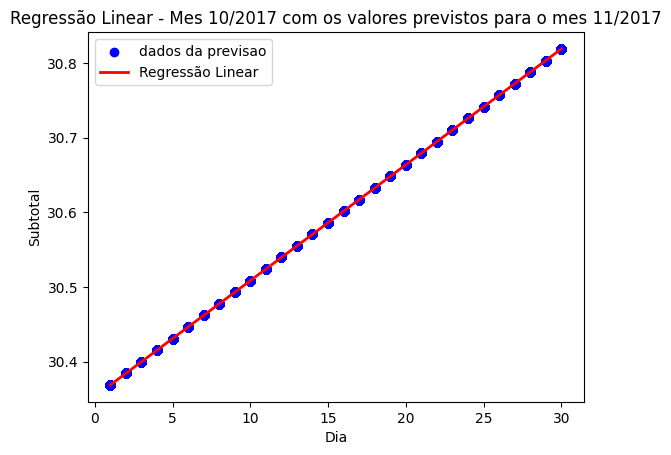 Regressão Linear - Mes 10/2017 com os valores previstos para o mes 11/2017
dados da previsao
Regressão Linear
30.8
30.7
30.6
30.5
30.4
Subtotal
0 5 10 15 20 25 30
Dia